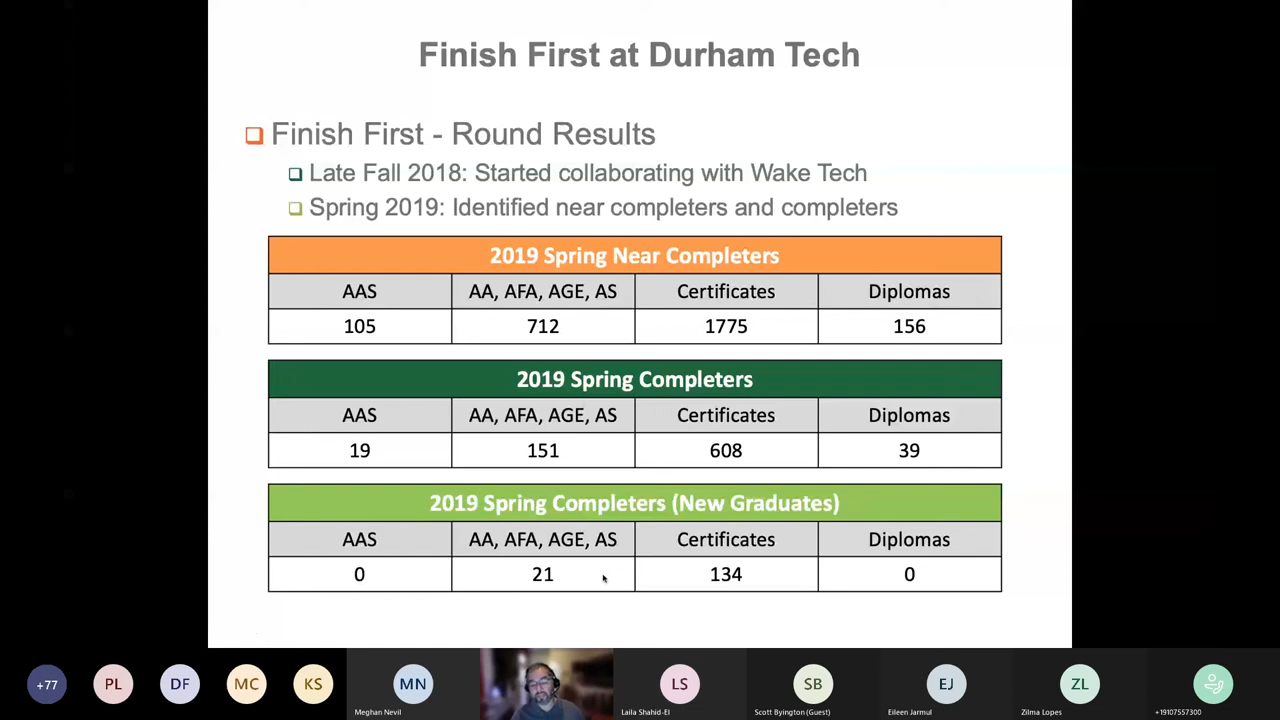 Finish First at Durham Tech
Finish First - Round Results
Late Fall 2018: Started collaborating with Wake Tech
Spring 2019: Identified near completers and completers
2019 Spring Near Completers
AAS AA, AFA, AGE, AS Certificates Diplomas
105 712 1775 156
2019 Spring Completers
AAS AA, AFA, AGE, AS Certificates Diplomas
19 151 608 39
2019 Spring Completers (New Graduates)
AAS AA, AFA, AGE, AS Certificates Diplomas
0 21 134 0
+77 PL DF MC KS MN LS SB EJ ZL
Meghan Nevil Laila Shahid-El Scott Byington (Guest) Eileen Jarmul Zilma Lopes +19107557300